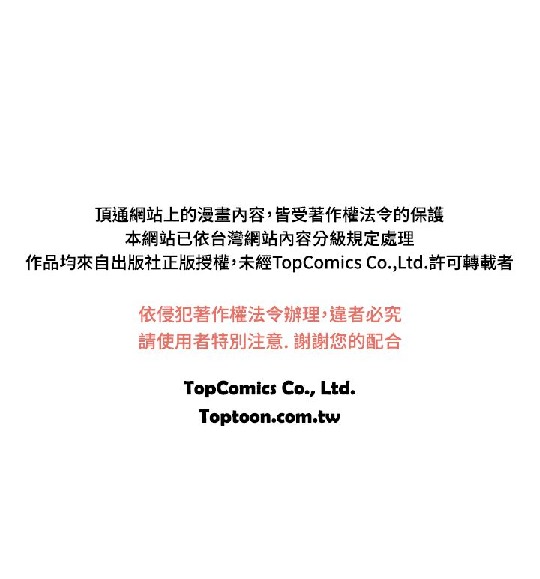 頂通網站上的漫畫內容，皆受著作權法令的保護
本網站已依台灣網站內容分級規定處理
作品均來自出版社正版授權，未經TopComics Co.,Ltd.許可轉載者
依侵犯著作權法令辦理，違者必究
請使用者特別注意. 謝謝您的配合
TopComics Co., Ltd.
Toptoon.com.tw